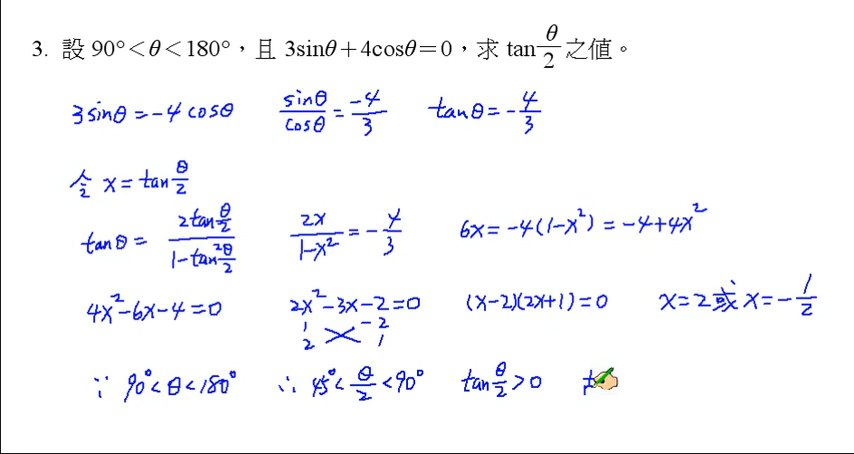 3. 設 90°<θ<180°,且 3sinθ+4cosθ=0,求 tan θ/2 之值。
3sinθ=-4cosθ sinθ/cosθ = -4/3 tanθ=-4/3
令 x=tan θ/2
tanθ = 2tan θ/2 / 1-tan² θ/2 2x/1-x² = -4/3 6x=-4(1-x²)=-4+4x²
4x²-6x-4=0 2x²-3x-2=0 (x-2)(2x+1)=0 x=2或x=-1/2
1 -2
2 1
∵ 90°<θ<180° ∴ 45°<θ/2<90° tan θ/2>0